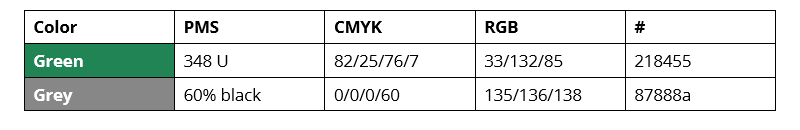 Color PMS CMYK RGB #
Green 348 U 82/25/76/7 33/132/85 218455
Grey 60% black 0/0/0/60 135/136/138 87888a